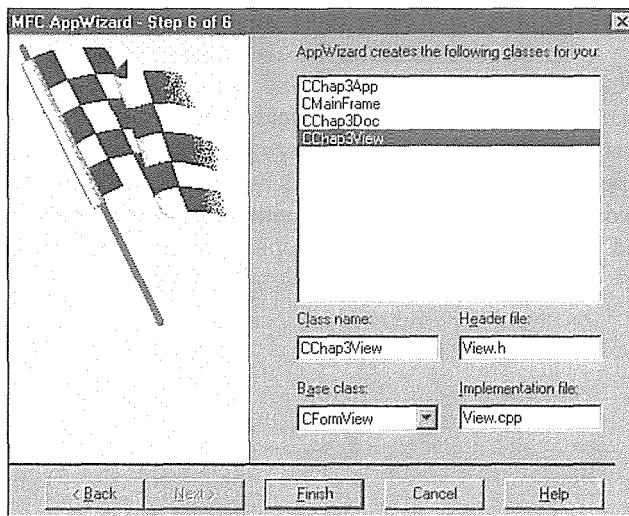 MFC AppWizard - Step 6 of 6
AppWizard creates the following classes for you:
CChap3App
CMainFrame
CChap3Doc
CChap3View
Class name:
Header file:
CChap3View
View.h
Base class:
Implementation file:
CFormView
View.cpp
< Back
Next >
Finish
Cancel
Help